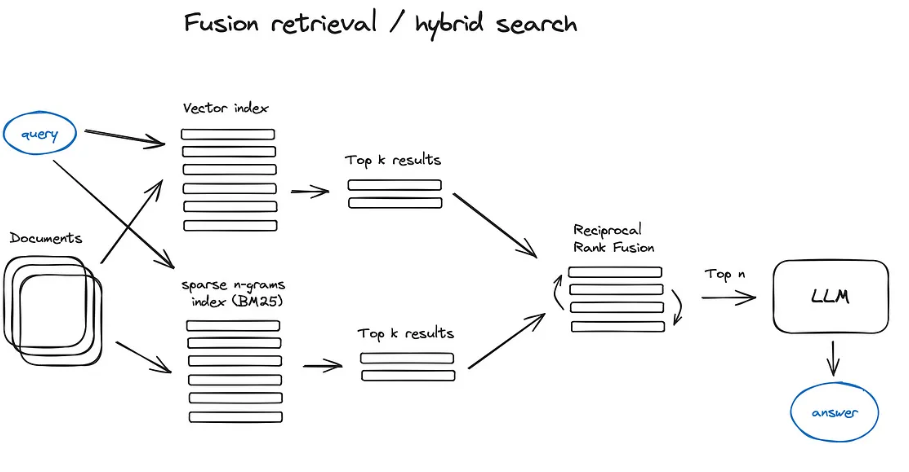 Fusion retrieval / hybrid search
Vector index
query
Top k results
Documents
Reciprocal
Rank Fusion
sparse n-grams
index (BM25)
Top n
LLM
Top k results
answer